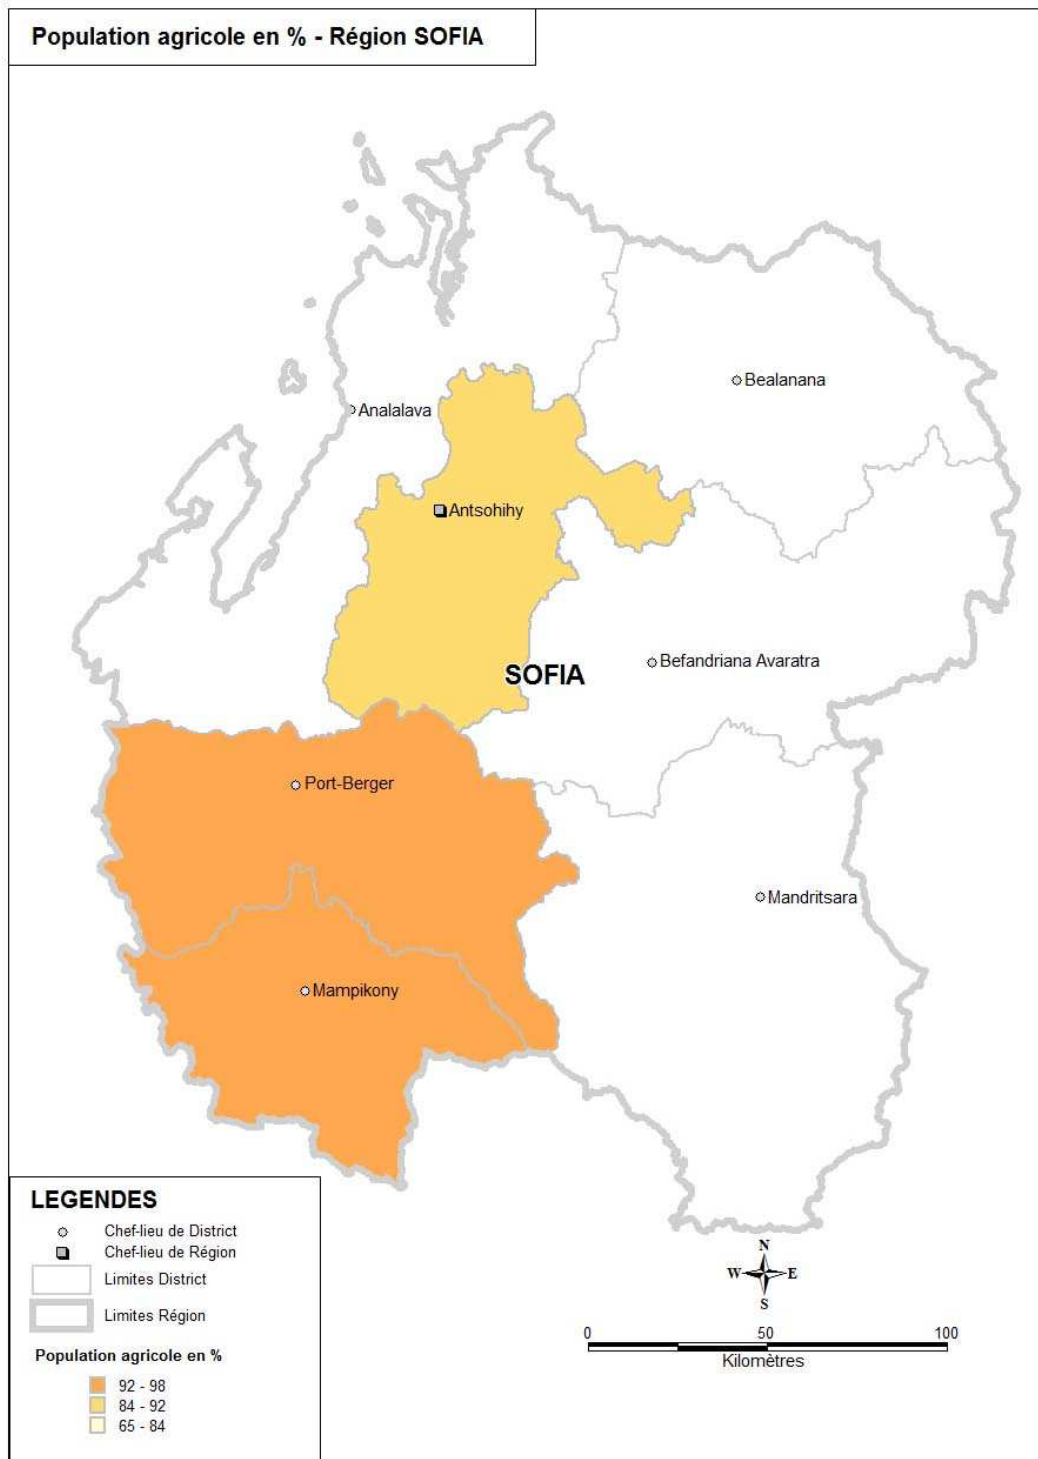 Population agricole en % - Région SOFIA
Bealanana
Analalava
Antsohihy
Befandriana Avaratra
SOFIA
Port-Berger
Mandritsara
Mampikony
LEGENDES
Chef-lieu de District
Chef-lieu de Région
Limites District
Limites Région
Population agricole en %
92 - 98
84 - 92
65 - 84
N
W E
S
0 50 100
Kilomètres